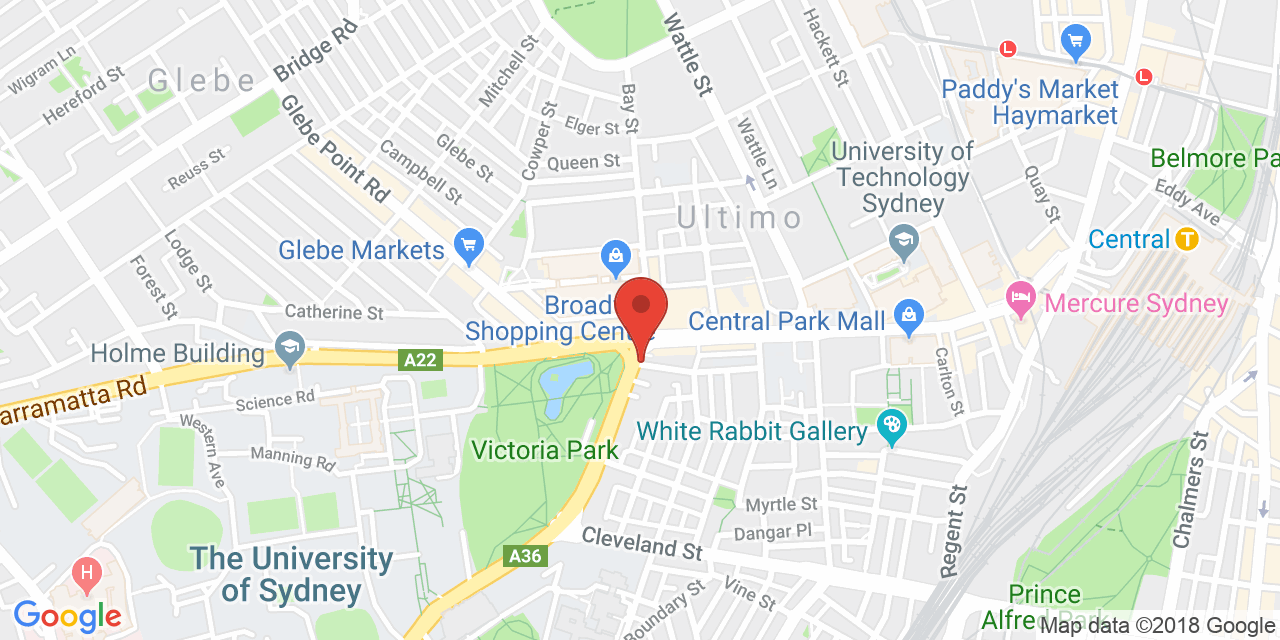 Wigram Ln
Hereford St
Glebe
Bridge Rd
Mitchell St
Wattle St
Hackett St
L
L
Paddy's Market
Haymarket
Glebe Point Rd
Bay St
Elger St
Cowper St
Glebe St
Queen St
Campbell St
Reuss St
Wattle Ln
University of
Technology
Sydney
Belmore Pa
Eddy Ave
Quay St
Ultimo
Central
T
Glebe Markets
Lodge St
Forest St
Catherine St
Broad
Shopping Cent
Central Park Mall
Mercure Sydney
Holme Building
A22
arramatta Rd
Science Rd
Western Ave
Manning Rd
Victoria Park
White Rabbit Gallery
Carlton St
Regent St
Chalmers St
Myrtle St
Dangar Pl
Cleveland St
A36
The University
of Sydney
H
Vine St
Boundary St
Prince
Alfred Park
Google
Map data ©2018 Google